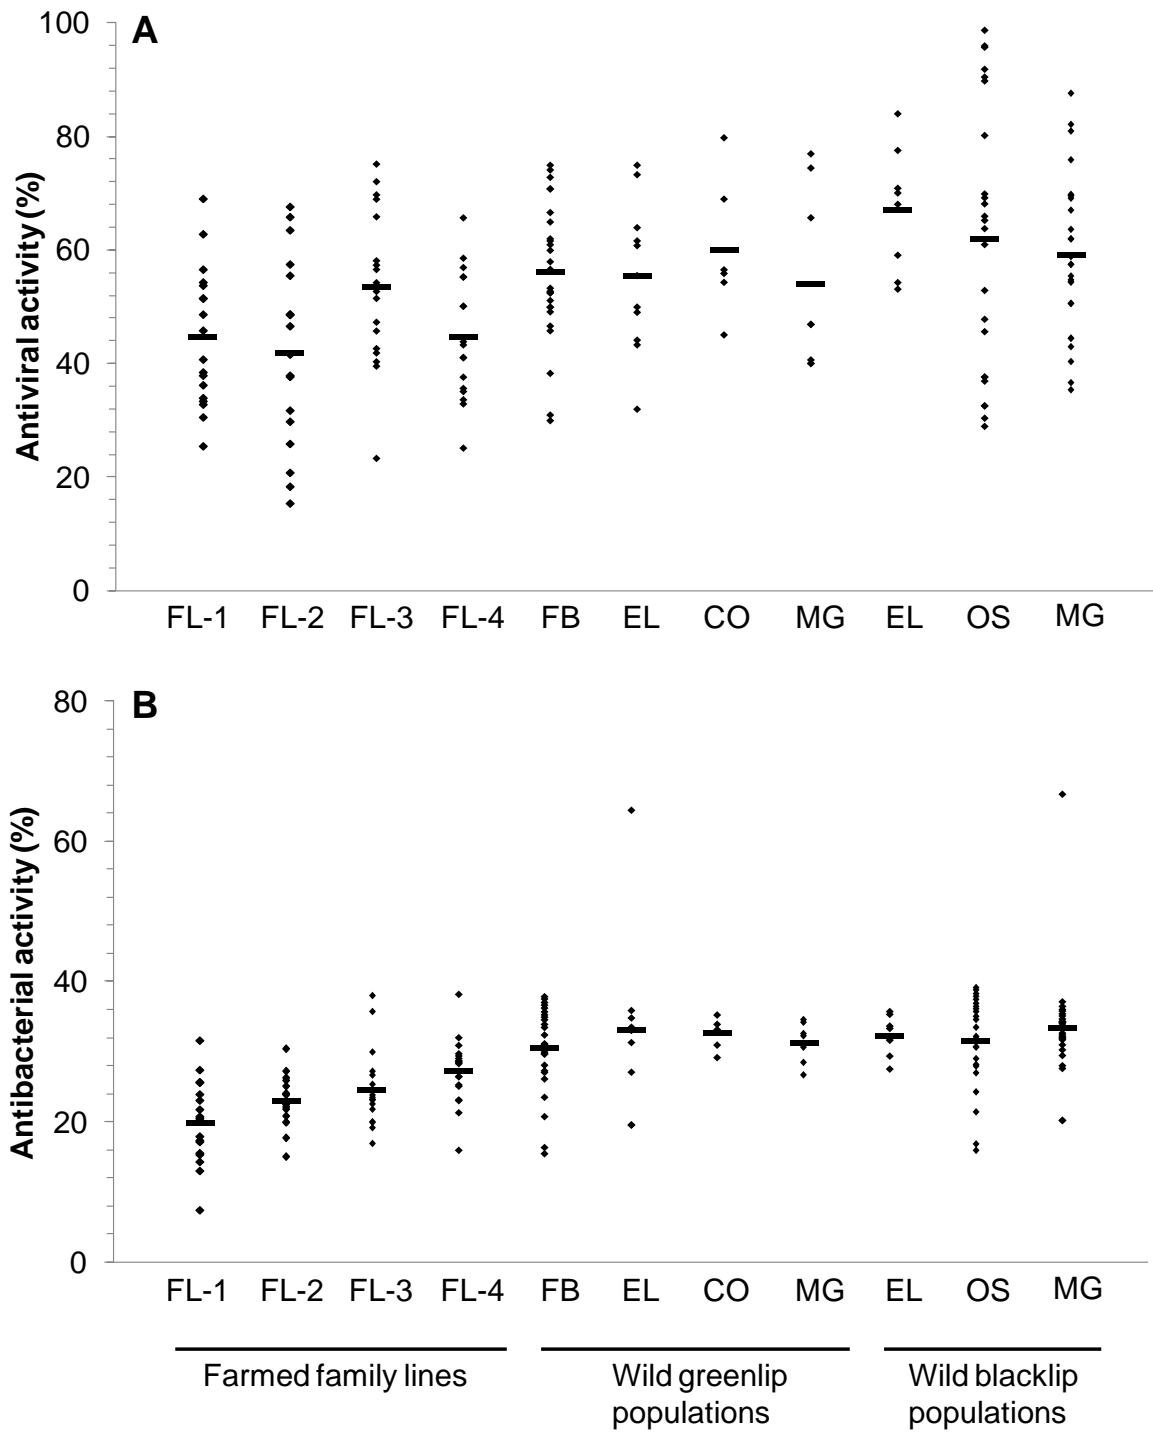 A
100
80
60
40
20
0
Antiviral activity (%)
FL-1 FL-2 FL-3 FL-4 FB EL CO MG EL OS MG
B
80
60
40
20
0
Antibacterial activity (%)
FL-1 FL-2 FL-3 FL-4 FB EL CO MG EL OS MG
Farmed family lines
Wild greenlip
populations
Wild blacklip
populations